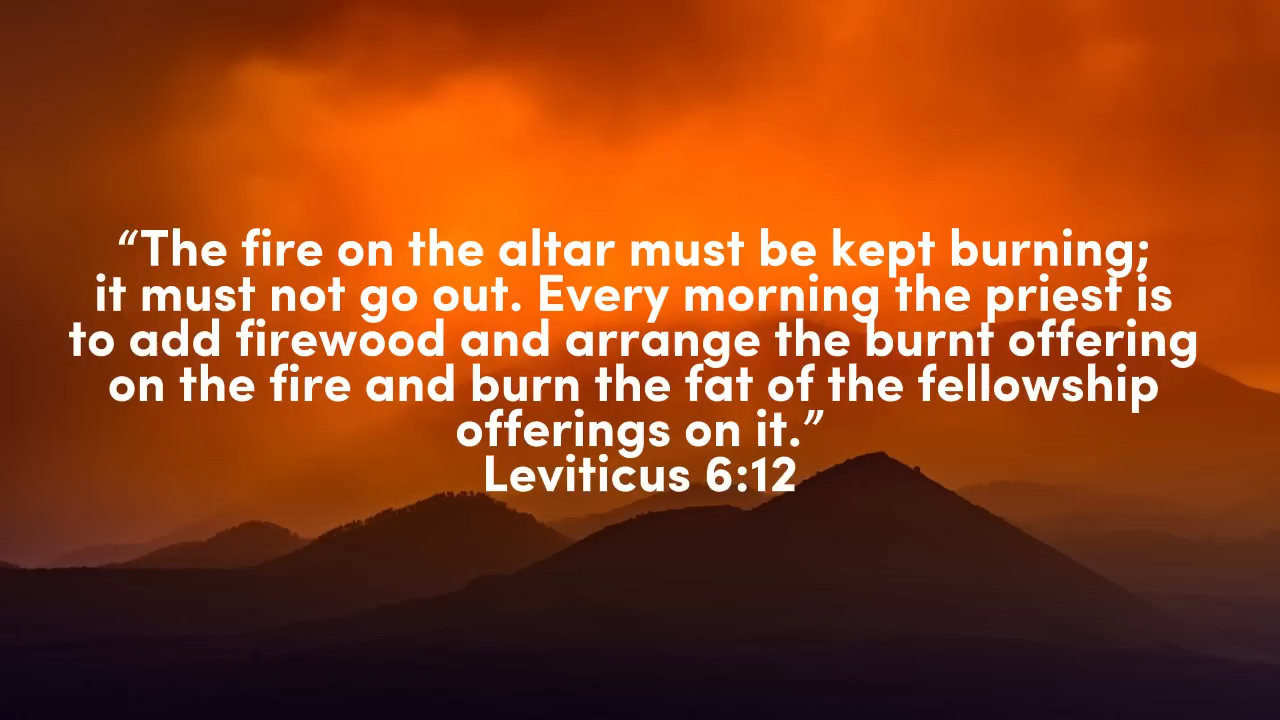 “The fire on the altar must be kept burning;
it must not go out. Every morning the priest is
to add firewood and arrange the burnt offering
on the fire and burn the fat of the fellowship
offerings on it.”
Leviticus 6:12